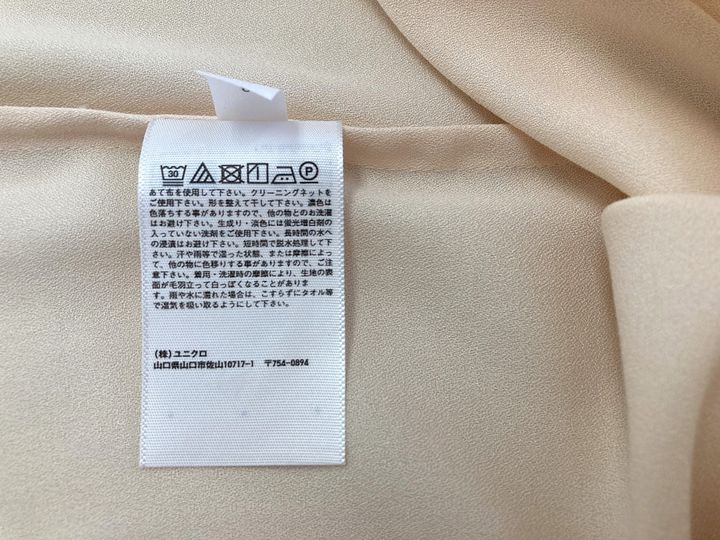 30 P
あて布を使用して下さい。クリーニングネットを
ご使用下さい。形を整えて干して下さい。濃色は
色落ちする事がありますので、他の物とのお洗濯
はお避け下さい。生成り・淡色には蛍光増白剤の
入っていない洗剤をご使用下さい。長時間の水へ
の浸漬はお避け下さい。短時間で脱水処理して下
さい。汗や雨等で湿った状態、または摩擦によっ
て、他の物に色移りする事がありますので、ご注
意下さい。着用・洗濯時の摩擦により、生地の表
面が毛羽立って白っぽくなることがありま
す。雨や水に濡れた場合は、こすらずにタオル等
で湿気を吸い取るようにして下さい。
(株)ユニクロ
山口県山口市佐山10717-1 〒754-0894